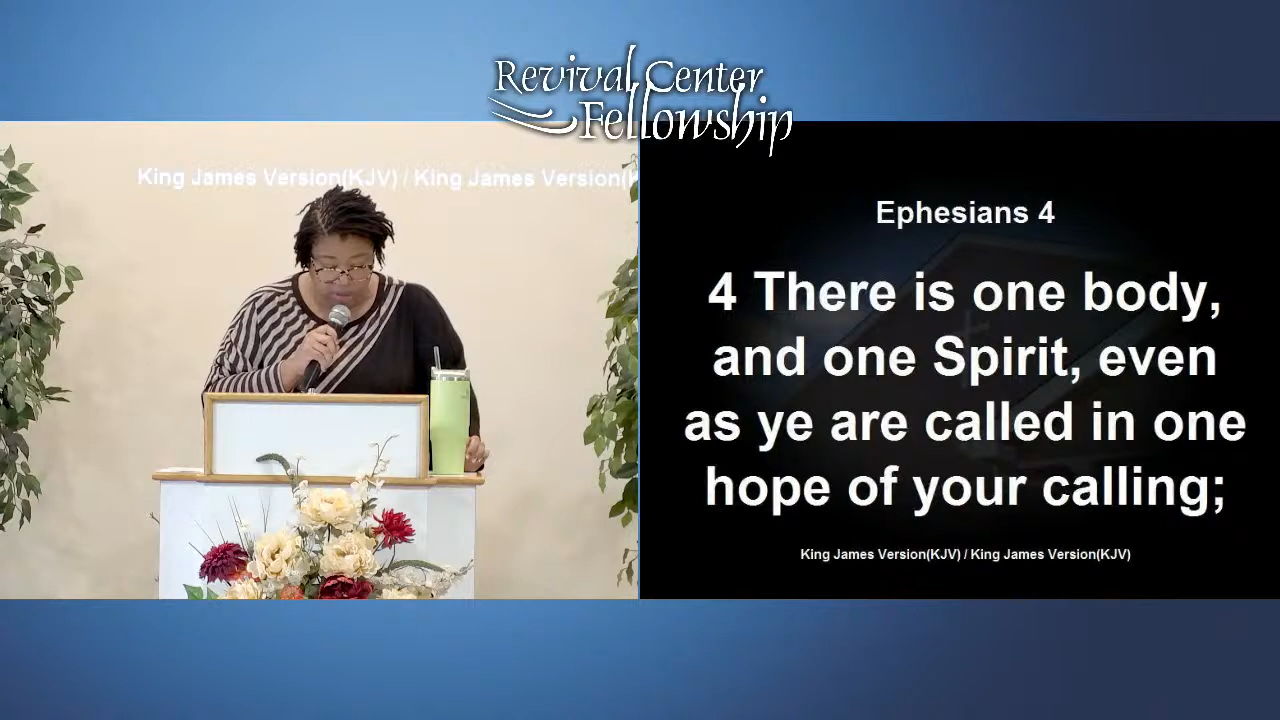 Revival Center
Fellowship
King James Version(KJV) / King James Version(K
Ephesians 4
4 There is one body,
and one Spirit, even
as ye are called in one
hope of your calling;
King James Version(KJV) / King James Version(KJV)